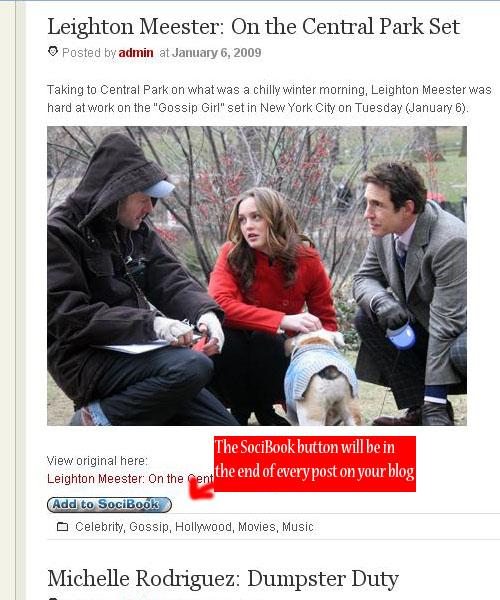 Leighton Meester: On the Central Park Set
Posted by admin at January 6, 2009
Taking to Central Park on what was a chilly winter morning, Leighton Meester was
hard at work on the "Gossip Girl" set in New York City on Tuesday (January 6).
The SociBook button will be in
the end of every post on your blog
View original here:
Leighton Meester: On the Cent
Add to SociBook
Celebrity, Gossip, Hollywood, Movies, Music
Michelle Rodriguez: Dumpster Duty